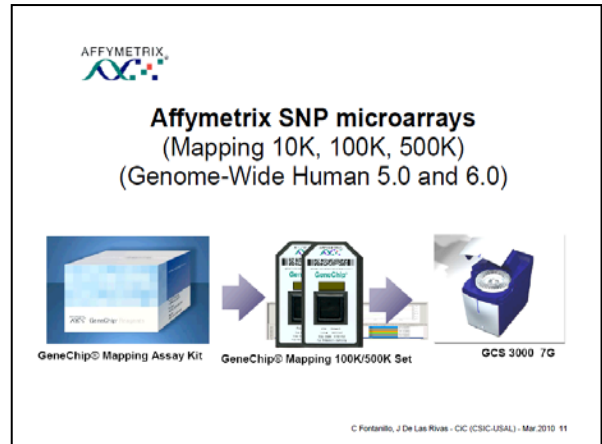 AFFYMETRIX®
Affymetrix SNP microarrays
(Mapping 10K, 100K, 500K)
(Genome-Wide Human 5.0 and 6.0)
GeneChip
GeneChip®
GeneChip® Mapping Assay Kit
GeneChip® Mapping 100K/500K Set
GCS 3000 7G
C Fontanillo, J De Las Rivas - CiC (CSIC-USAL) - Mar.2010 11